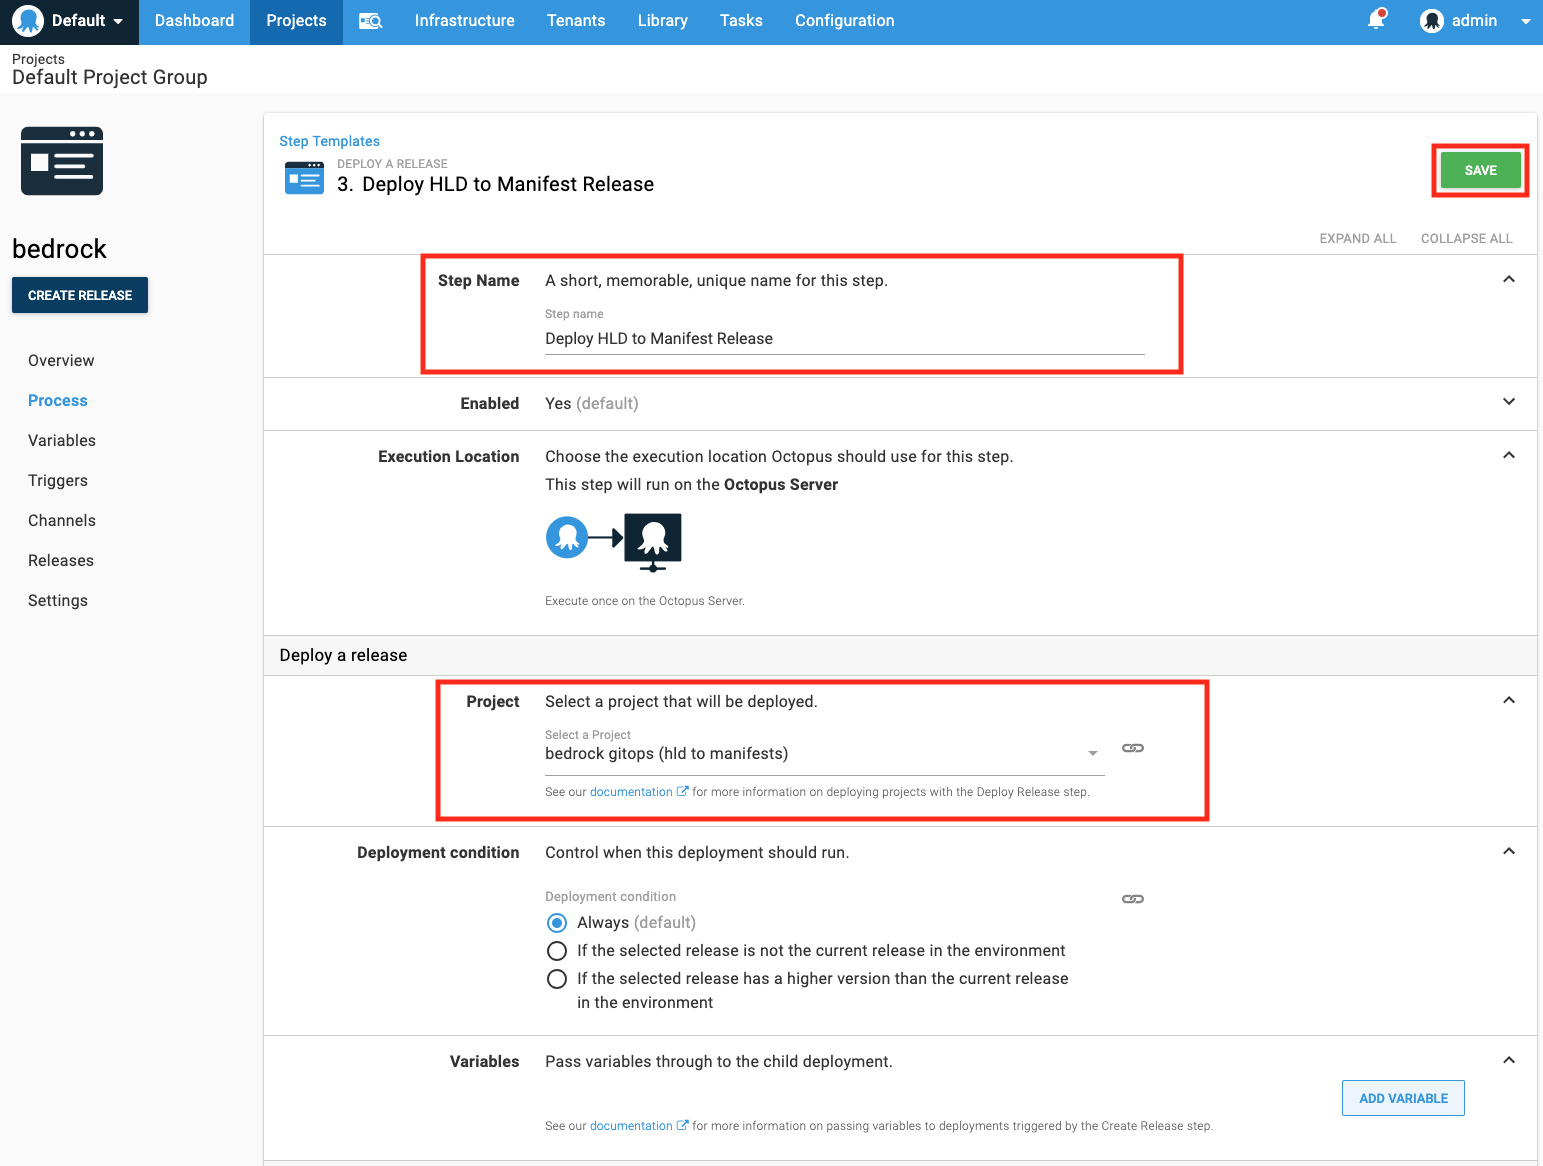 Default
Dashboard
Projects
Infrastructure
Tenants
Library
Tasks
Configuration
admin
Projects
Default Project Group
bedrock
CREATE RELEASE
Overview
Process
Variables
Triggers
Channels
Releases
Settings
Step Templates
DEPLOY A RELEASE
3. Deploy HLD to Manifest Release
SAVE
EXPAND ALL
COLLAPSE ALL
Step Name
A short, memorable, unique name for this step.
Step name
Deploy HLD to Manifest Release
Enabled
Yes (default)
Execution Location
Choose the execution location Octopus should use for this step.
This step will run on the Octopus Server
Execute once on the Octopus Server.
Deploy a release
Project
Select a project that will be deployed.
Select a Project
bedrock gitops (hld to manifests)
See our documentation for more information on deploying projects with the Deploy Release step.
Deployment condition
Control when this deployment should run.
Deployment condition
Always (default)
If the selected release is not the current release in the environment
If the selected release has a higher version than the current release
in the environment
Variables
Pass variables through to the child deployment.
ADD VARIABLE
See our documentation for more information on passing variables to deployments triggered by the Create Release step.